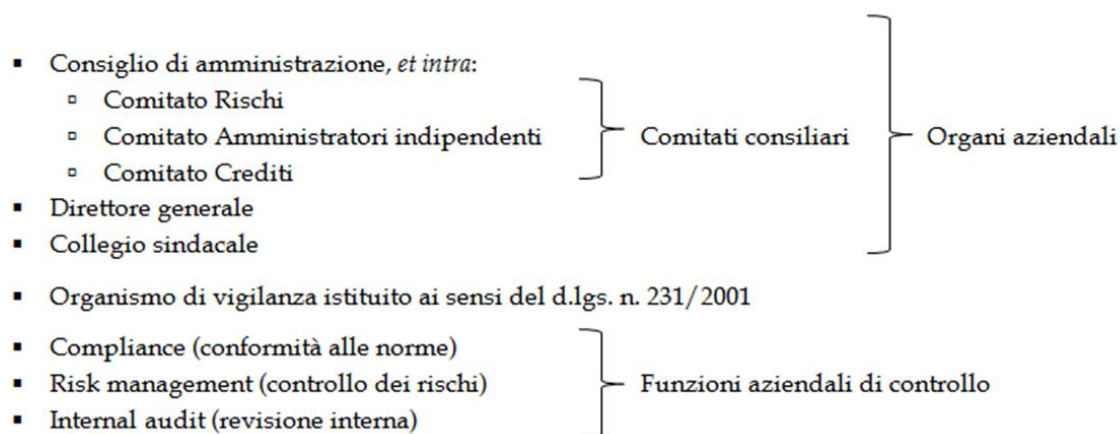 ▪ Consiglio di amministrazione, et intra:
▫ Comitato Rischi
▫ Comitato Amministratori indipendenti
▫ Comitato Crediti
Comitati consiliari
Organi aziendali
▪ Direttore generale
▪ Collegio sindacale
▪ Organismo di vigilanza istituito ai sensi del d.lgs. n. 231/2001
▪ Compliance (conformità alle norme)
▪ Risk management (controllo dei rischi)
▪ Internal audit (revisione interna)
Funzioni aziendali di controllo